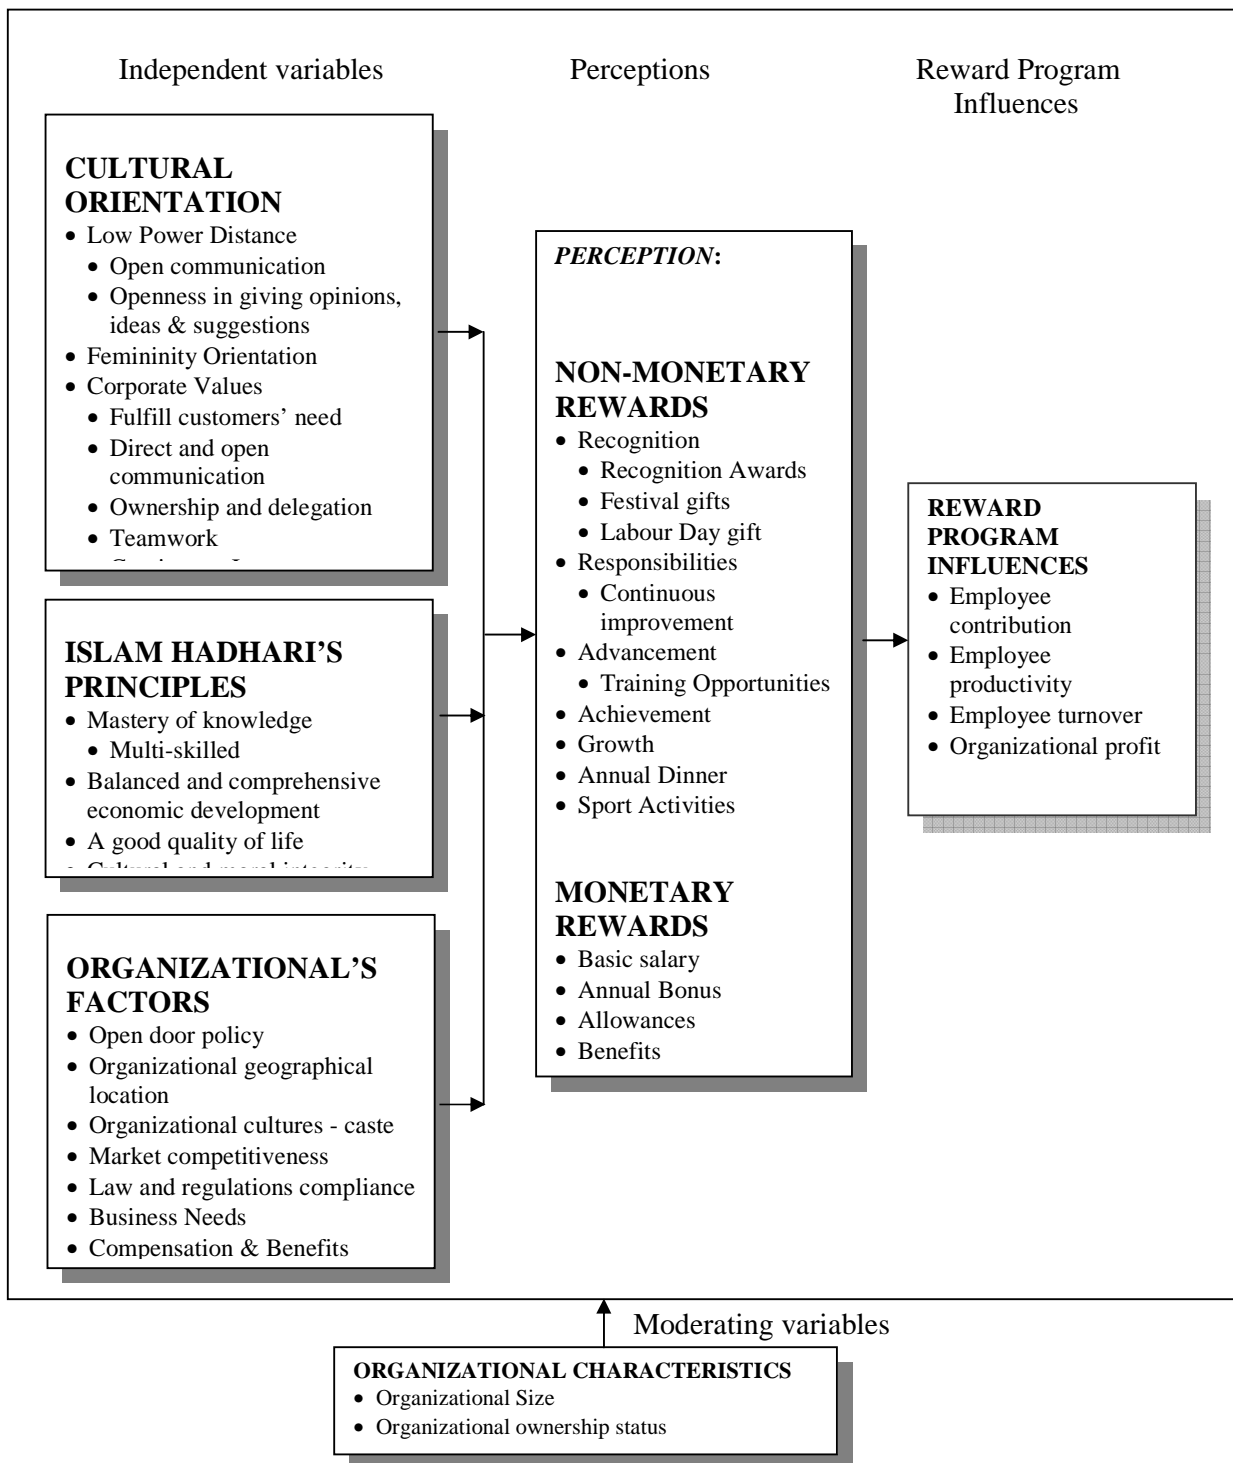 Independent variables
Perceptions
Reward Program
Influences
CULTURAL
ORIENTATION
• Low Power Distance
• Open communication
• Openness in giving opinions,
ideas & suggestions
• Femininity Orientation
• Corporate Values
• Fulfill customers’ need
• Direct and open
communication
• Ownership and delegation
• Teamwork
ISLAM HADHARI’S
PRINCIPLES
• Mastery of knowledge
• Multi-skilled
• Balanced and comprehensive
economic development
• A good quality of life
• Cultural and moral integrity
ORGANIZATIONAL’S
FACTORS
• Open door policy
• Organizational geographical
location
• Organizational cultures - caste
• Market competitiveness
• Law and regulations compliance
• Business Needs
• Compensation & Benefits
PERCEPTION:
NON-MONETARY
REWARDS
• Recognition
• Recognition Awards
• Festival gifts
• Labour Day gift
• Responsibilities
• Continuous
improvement
• Advancement
• Training Opportunities
• Achievement
• Growth
• Annual Dinner
• Sport Activities
MONETARY
REWARDS
• Basic salary
• Annual Bonus
• Allowances
• Benefits
REWARD
PROGRAM
INFLUENCES
• Employee
contribution
• Employee
productivity
• Employee turnover
• Organizational profit
Moderating variables
ORGANIZATIONAL CHARACTERISTICS
• Organizational Size
• Organizational ownership status